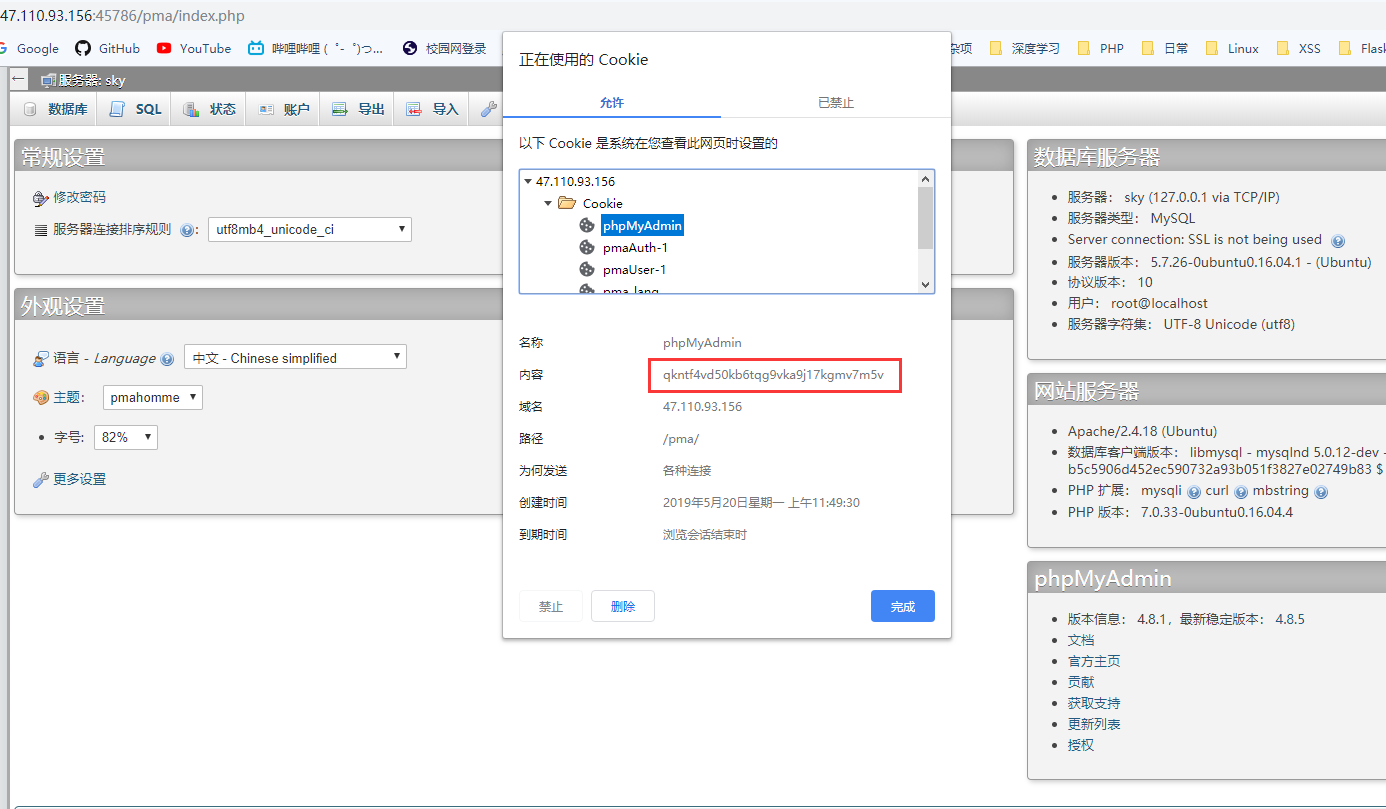 47.110.93.156:45786/pma/index.php
Google GitHub YouTube 哔哩哔哩 (゜-゜)つ... 校园网登录 杂项 深度学习 PHP 日常 Linux XSS Flask
服务器: sky
数据库 SQL 状态 账户 导出 导入
常规设置
修改密码
服务器连接排序规则 : utf8mb4_unicode_ci
外观设置
语言 - Language 中文 - Chinese simplified
主题: pmahomme
字号: 82%
更多设置
正在使用的 Cookie
允许 已禁止
以下 Cookie 是系统在您查看此网页时设置的
47.110.93.156
Cookie
phpMyAdmin
pmaAuth-1
pmaUser-1
pma_lang
名称 phpMyAdmin
内容 qkntf4vd50kb6tqg9vka9j17kgmv7m5v
域名 47.110.93.156
路径 /pma/
为何发送 各种连接
创建时间 2019年5月20日星期一 上午11:49:30
到期时间 浏览会话结束时
禁止 删除 完成
数据库服务器
服务器: sky (127.0.0.1 via TCP/IP)
服务器类型: MySQL
Server connection: SSL is not being used
服务器版本: 5.7.26-0ubuntu0.16.04.1 - (Ubuntu)
协议版本: 10
用户: root@localhost
服务器字符集: UTF-8 Unicode (utf8)
网站服务器
Apache/2.4.18 (Ubuntu)
数据库客户端版本: libmysql - mysqlnd 5.0.12-dev -
b5c5906d452ec590732a93b051f3827e02749b83 $
PHP 扩展: mysqli curl mbstring
PHP 版本: 7.0.33-0ubuntu0.16.04.4
phpMyAdmin
版本信息: 4.8.1，最新稳定版本: 4.8.5
文档
官方主页
贡献
获取支持
更新列表
授权